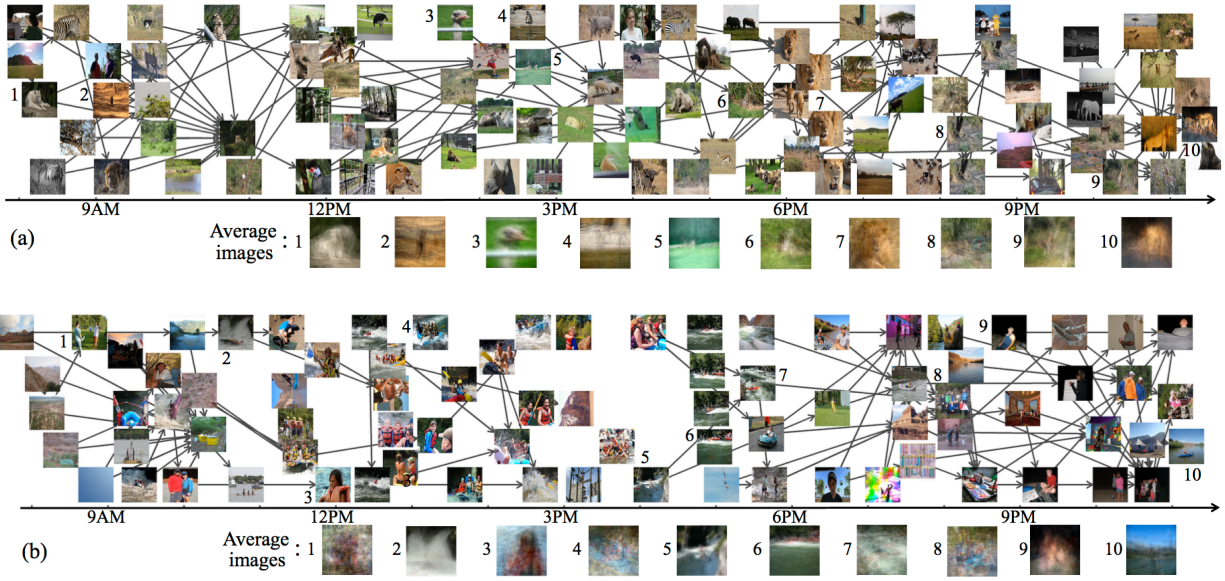 3 4
5
1 2
6 7
8
9 10
9AM 12PM 3PM 6PM 9PM
(a) Average images : 1 2 3 4 5 6 7 8 9 10
1 2 3 4 5 6 7 8 9 10
9AM 12PM 3PM 6PM 9PM
(b) Average images : 1 2 3 4 5 6 7 8 9 10